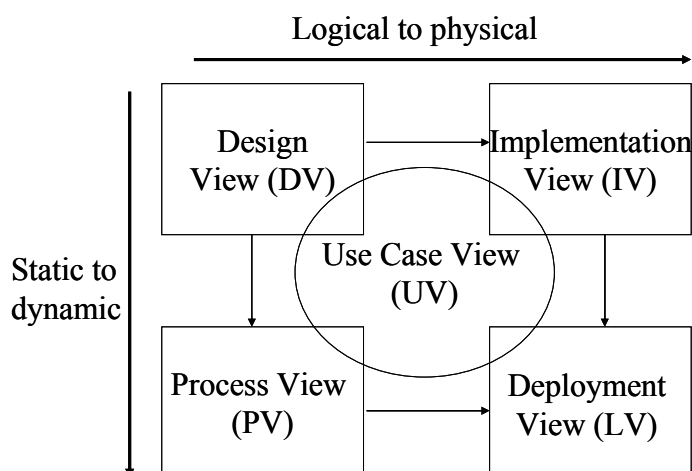 Logical to physical
Design
View (DV)
Implementation
View (IV)
Use Case View
(UV)
Static to
dynamic
Process View
(PV)
Deployment
View (LV)